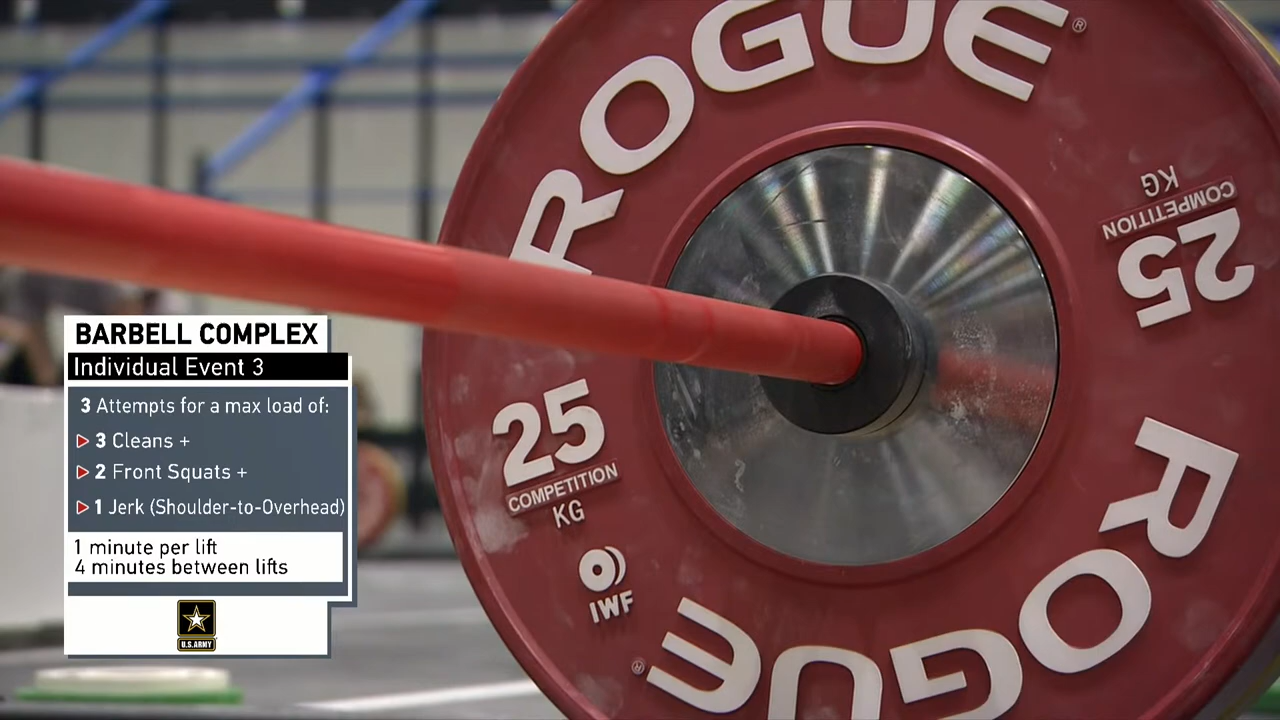 ROGUE®
COMPETITION
KG
25
BARBELL COMPLEX
Individual Event 3
3 Attempts for a max load of:
3 Cleans +
2 Front Squats +
1 Jerk (Shoulder-to-Overhead)
1 minute per lift
4 minutes between lifts
U.S.ARMY
25
COMPETITION
KG
IWF
ROGUE®